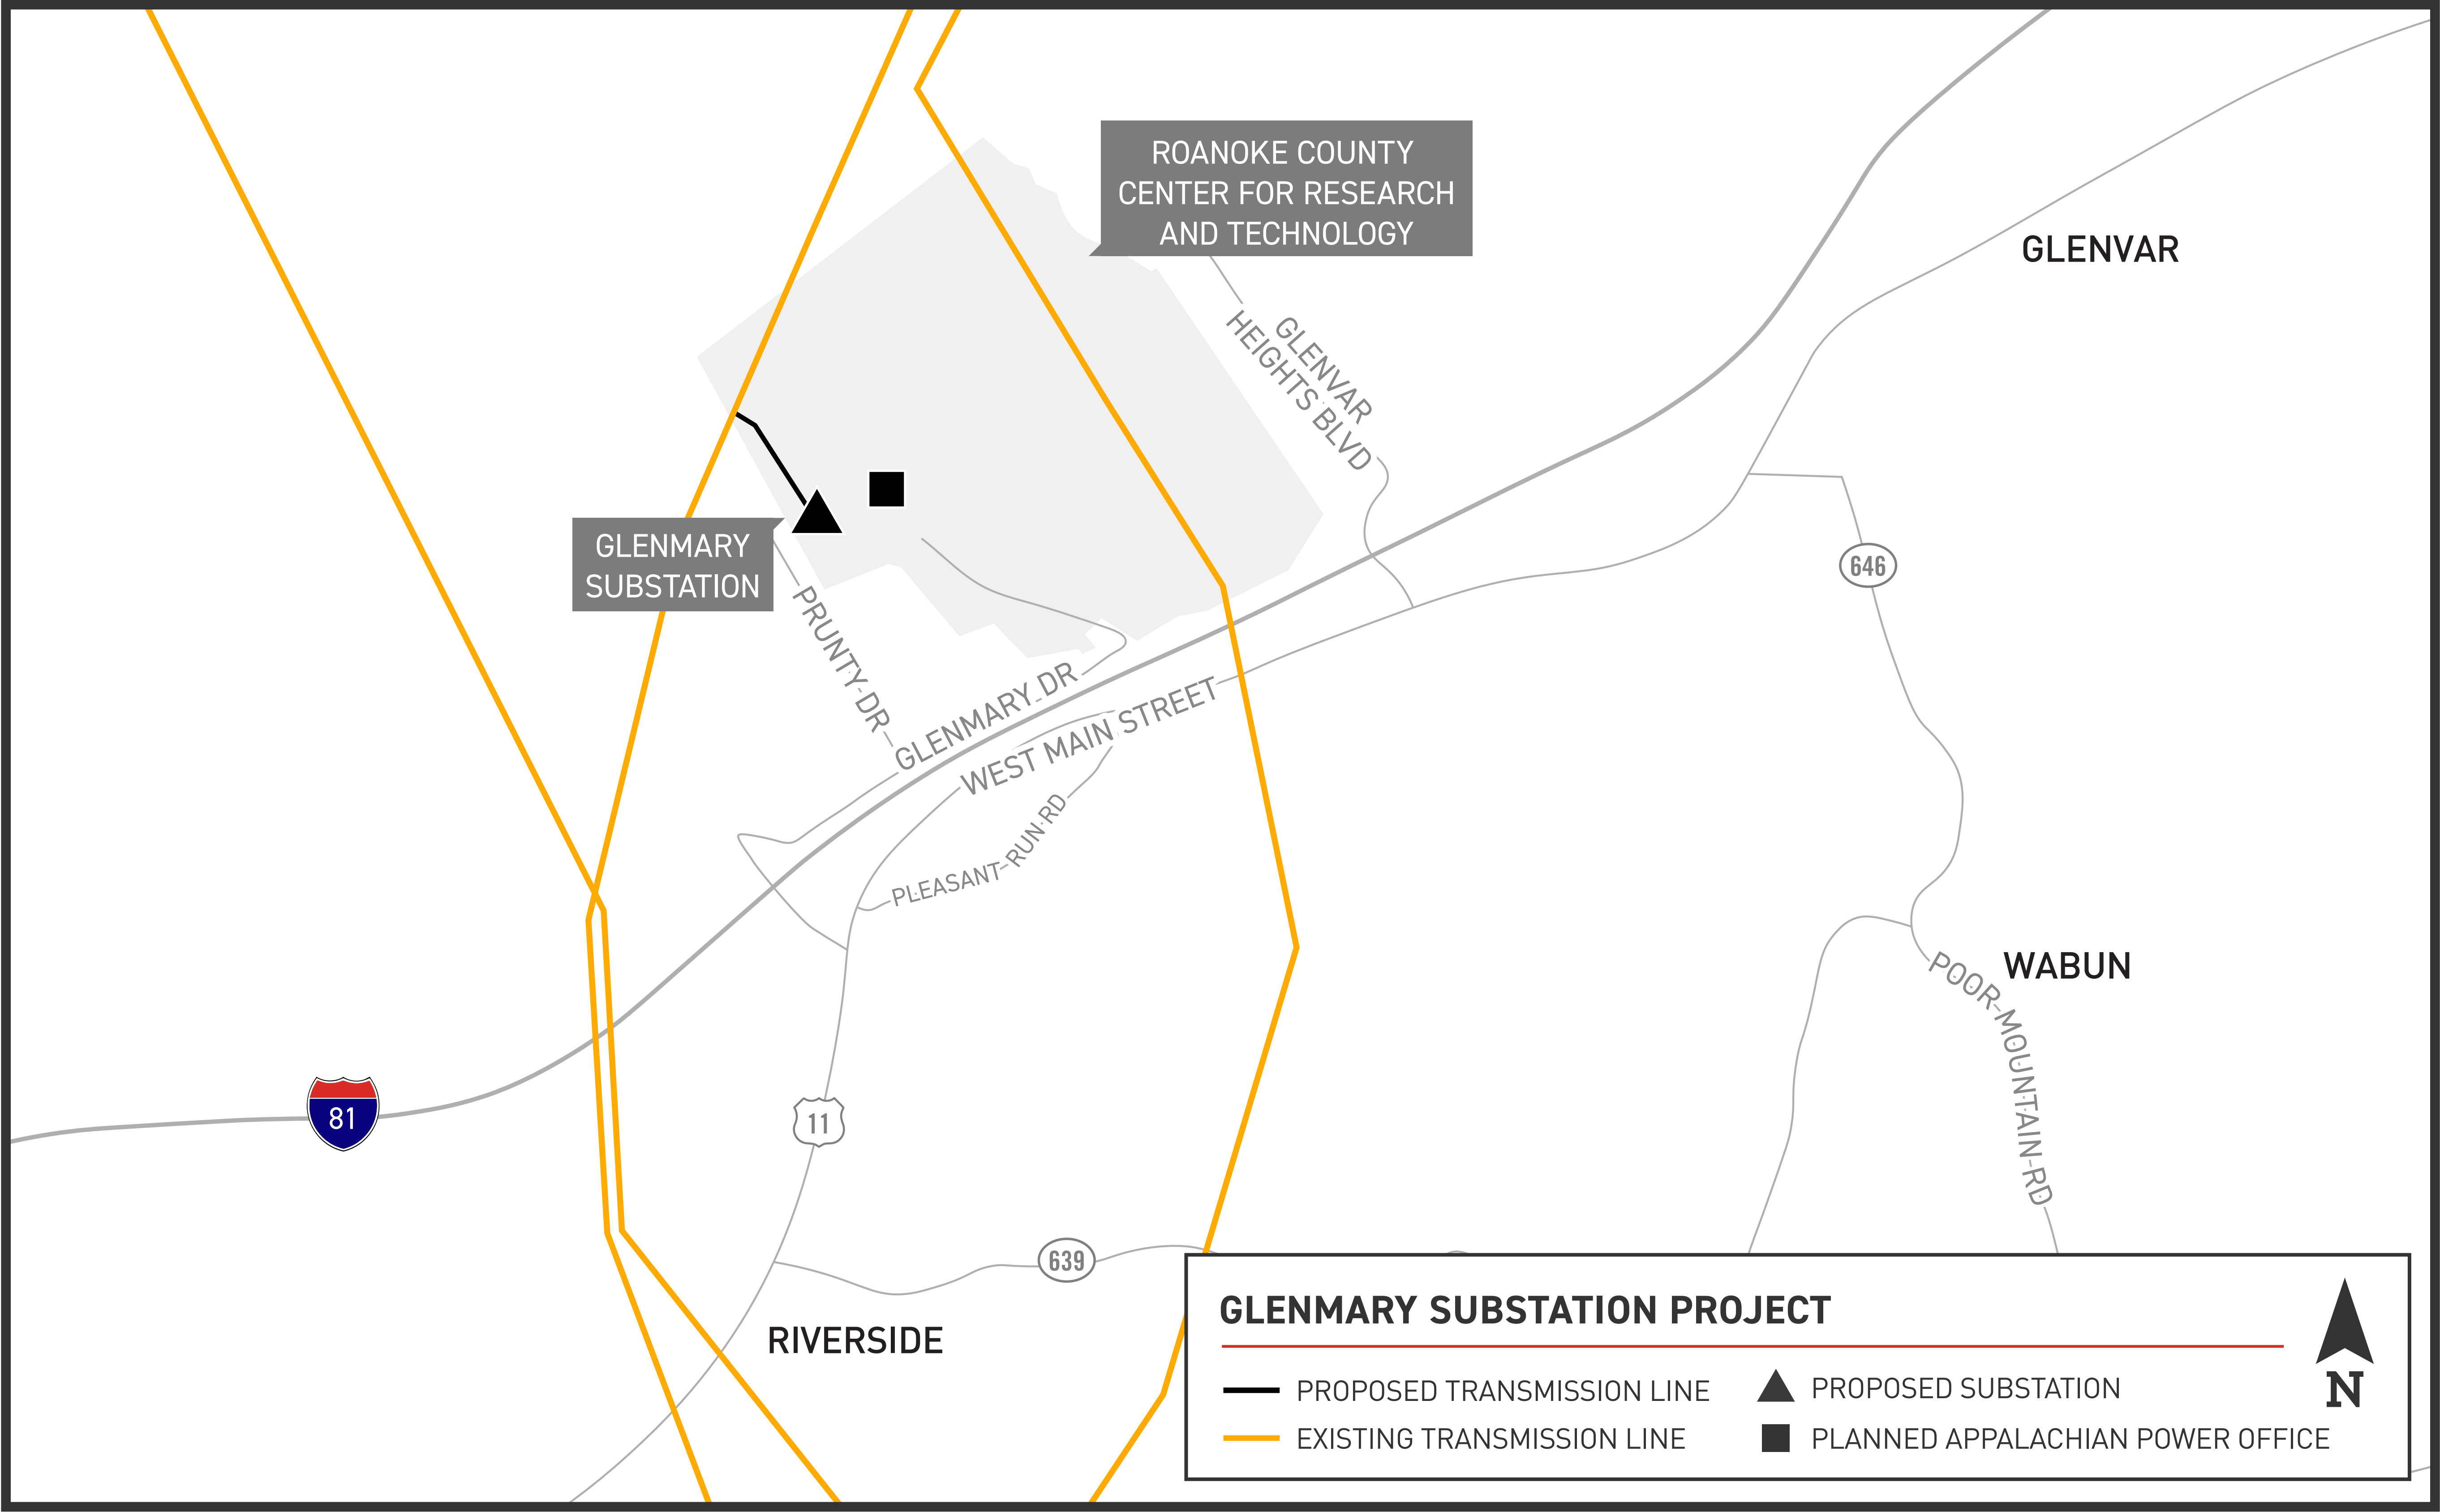 ROANOKE COUNTY
CENTER FOR RESEARCH
AND TECHNOLOGY
GLENVAR
GLENVAR
HEIGHTS BLVD
GLENMARY
SUBSTATION
646
PRUNTY DR
GLENMARY DR
WEST MAIN STREET
PLEASANT RUN RD
WABUN
POOR MOUNTAIN RD
81
11
639
RIVERSIDE
GLENMARY SUBSTATION PROJECT
PROPOSED TRANSMISSION LINE
EXISTING TRANSMISSION LINE
PROPOSED SUBSTATION
PLANNED APPALACHIAN POWER OFFICE
N